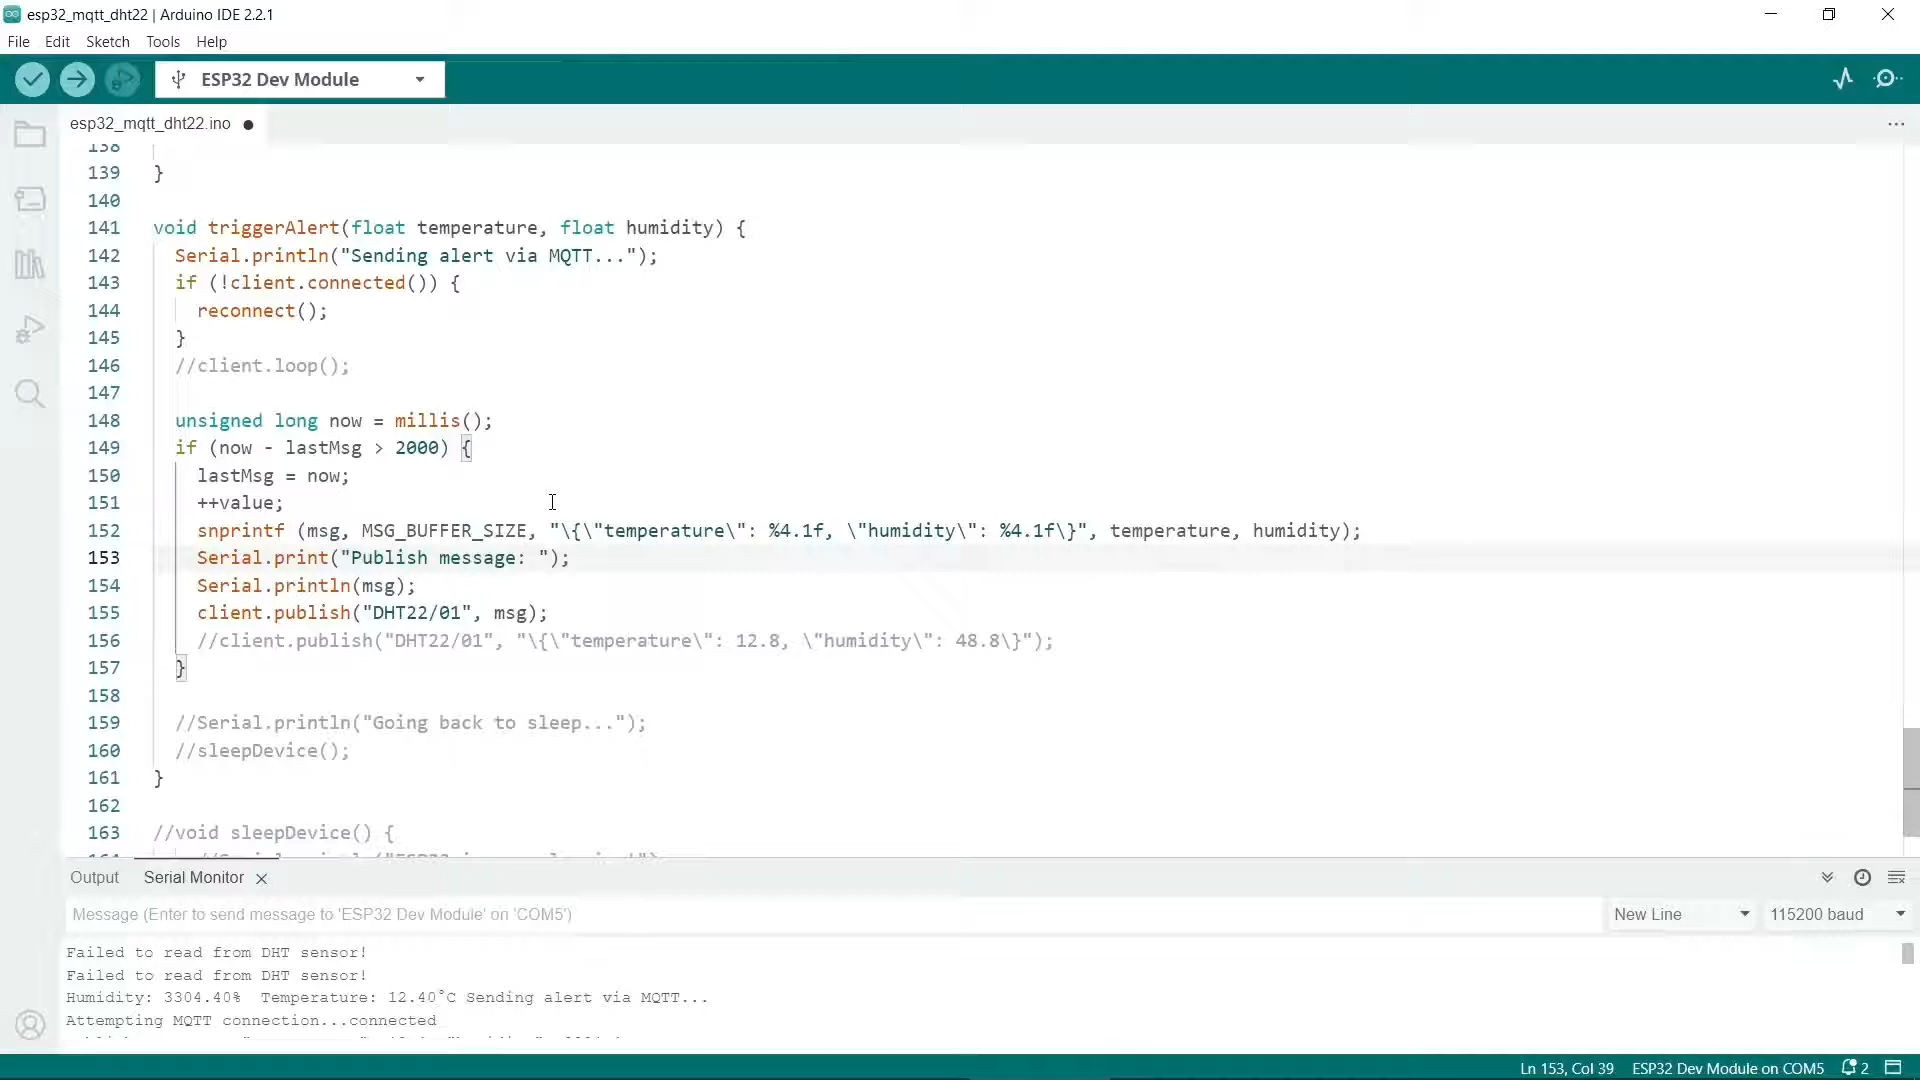 esp32_mqtt_dht22 | Arduino IDE 2.2.1
File Edit Sketch Tools Help
ESP32 Dev Module
esp32_mqtt_dht22.ino
138
139 }
140
141 void triggerAlert(float temperature, float humidity) {
142 Serial.println("Sending alert via MQTT...");
143 if (!client.connected()) {
144 reconnect();
145 }
146 //client.loop();
147
148 unsigned long now = millis();
149 if (now - lastMsg > 2000) {
150 lastMsg = now;
151 ++value;
152 snprintf (msg, MSG_BUFFER_SIZE, "\{\"temperature\": %4.1f, \"humidity\": %4.1f\}", temperature, humidity);
153 Serial.print("Publish message: ");
154 Serial.println(msg);
155 client.publish("DHT22/01", msg);
156 //client.publish("DHT22/01", "\{\"temperature\": 12.8, \"humidity\": 48.8\}");
157 }
158
159 //Serial.println("Going back to sleep...");
160 //sleepDevice();
161 }
162
163 //void sleepDevice() {
Output Serial Monitor
Message (Enter to send message to 'ESP32 Dev Module' on 'COM5') New Line 115200 baud
Failed to read from DHT sensor!
Failed to read from DHT sensor!
Humidity: 3304.40% Temperature: 12.40°C Sending alert via MQTT...
Attempting MQTT connection...connected
Ln 153, Col 39 ESP32 Dev Module on COM5 2